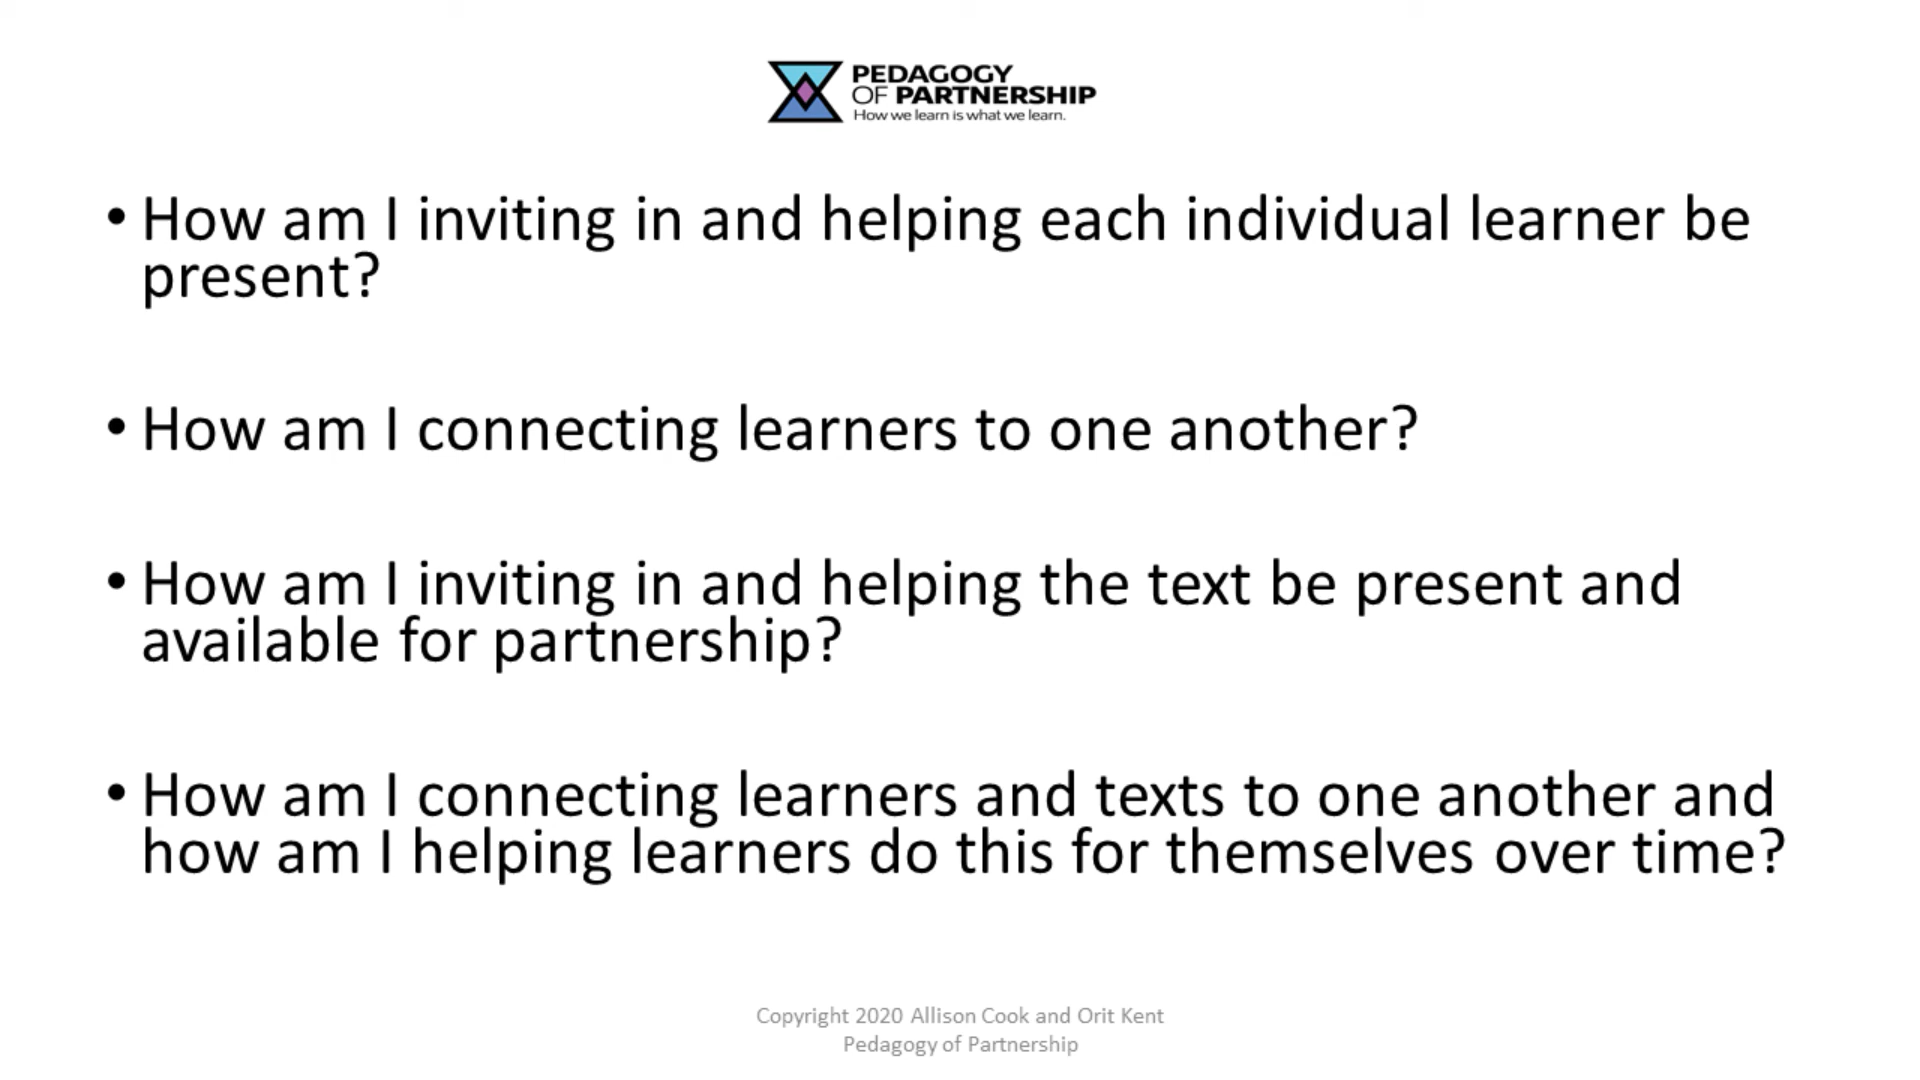 PEDAGOGY
OF PARTNERSHIP
How we learn is what we learn.
• How am I inviting in and helping each individual learner be
present?
• How am I connecting learners to one another?
• How am I inviting in and helping the text be present and
available for partnership?
• How am I connecting learners and texts to one another and
how am I helping learners do this for themselves over time?
Copyright 2020 Allison Cook and Orit Kent
Pedagogy of Partnership